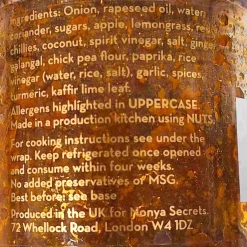 Ingredients: Onion, rapeseed oil, water,
coriander, sugars, apple, lemongrass, red
chillies, coconut, spirit vinegar, salt, ginger
galangal, chick pea flour, paprika, rice
vinegar (water, rice, salt), garlic, spices,
turmeric, kaffir lime leaf.
Allergens highlighted in UPPERCASE.
Made in a production kitchen using NUTS.
For cooking instructions see under the
wrap. Keep refrigerated once opened
and consume within four weeks.
No added preservatives or MSG.
Best before: see base
Produced in the UK for Nonya Secrets.
72 Whellock Road, London W4 1DZ